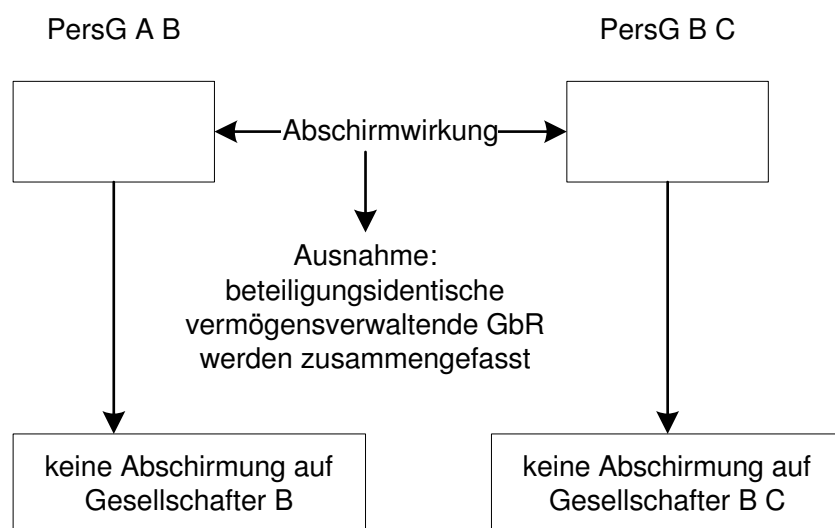 PersG A B
PersG B C
Abschirmwirkung
Ausnahme:
beteiligungsidentische
vermögensverwaltende GbR
werden zusammengefasst
keine Abschirmung auf
Gesellschafter B
keine Abschirmung auf
Gesellschafter B C